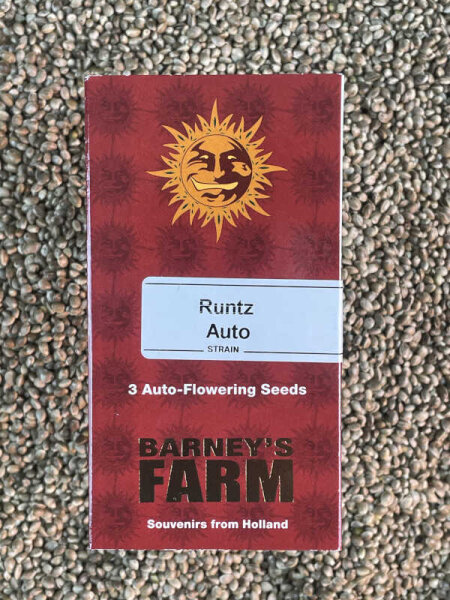 Runtz
Auto
STRAIN
3 Auto-Flowering Seeds
BARNEY'S
FARM
Souvenirs from Holland